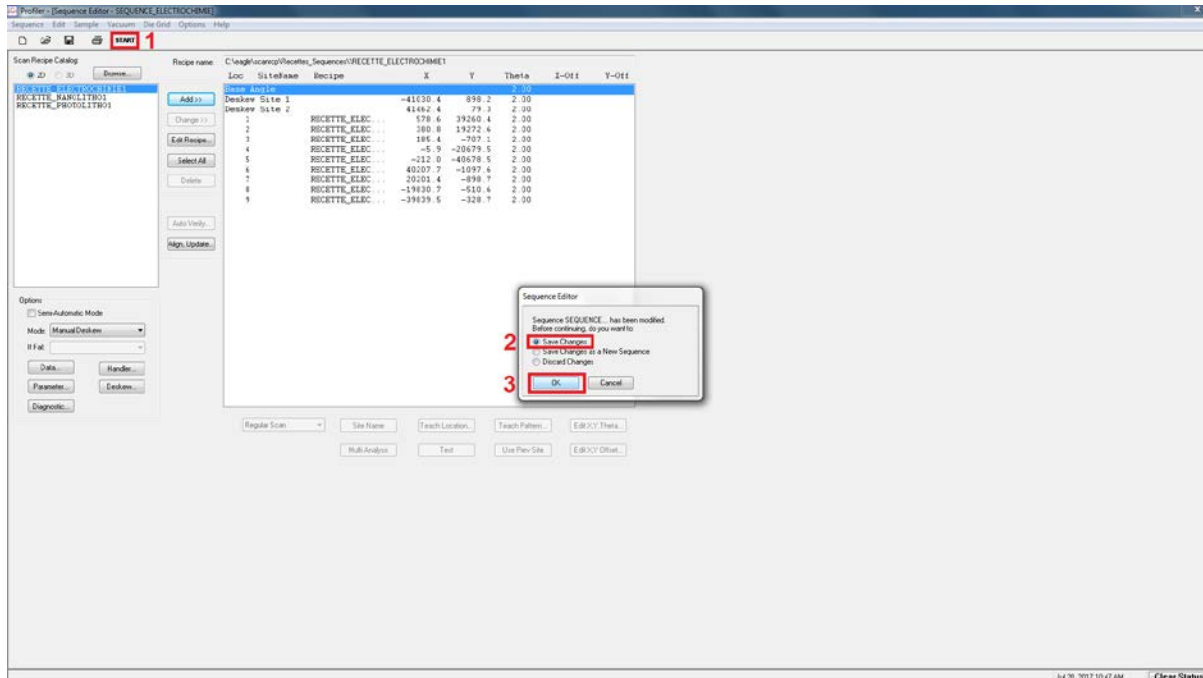 Profiler - [Sequence Editor - SEQUENCE_ELECTROCHIMIE]
Sequence Edit Sample Vacuum Die Grid Options Help
START 1
Scan Recipe Catalog:
2D 3D Browse...
RECETTE_ELECTROCHIMIE1
RECETTE_NANOLITHO1
RECETTE_PHOTOLITHO1
Add >>
Change >>
Edit Recipe...
Select All
Delete
Auto Verify...
Align, Update...
Recipe name: C:\eagle\scanrcp\Recettes_Sequences\\RECETTE_ELECTROCHIMIE1
Loc SiteName Recipe X Y Theta X-Off Y-Off
Base Angle 2.00
Deskew Site 1 -41030.4 898.2 2.00
Deskew Site 2 41462.4 79.3 2.00
1 RECETTE_ELEC... 578.6 39260.4 2.00
2 RECETTE_ELEC... 380.8 19272.6 2.00
3 RECETTE_ELEC... 185.4 -707.1 2.00
4 RECETTE_ELEC... -5.9 -20679.5 2.00
5 RECETTE_ELEC... -212.0 -40678.5 2.00
6 RECETTE_ELEC... 40207.7 -1097.6 2.00
7 RECETTE_ELEC... 20201.4 -898.7 2.00
8 RECETTE_ELEC... -19830.7 -510.6 2.00
9 RECETTE_ELEC... -39839.5 -328.7 2.00
Options
Semi-Automatic Mode
Mode: Manual Deskew
If Fail:
Data... Handler...
Parameter... Deskew...
Diagnostic...
Sequence Editor
Sequence SEQUENCE... has been modified.
Before continuing, do you want to:
2 Save Changes
Save Changes as a New Sequence
Discard Changes
3 OK Cancel
Regular Scan Site Name Teach Location... Teach Pattern... Edit X,Y Theta...
Multi Analysis Test Use Prev Site Edit X,Y Offset...
Jul 20, 2017 10:47 AM Clear Status